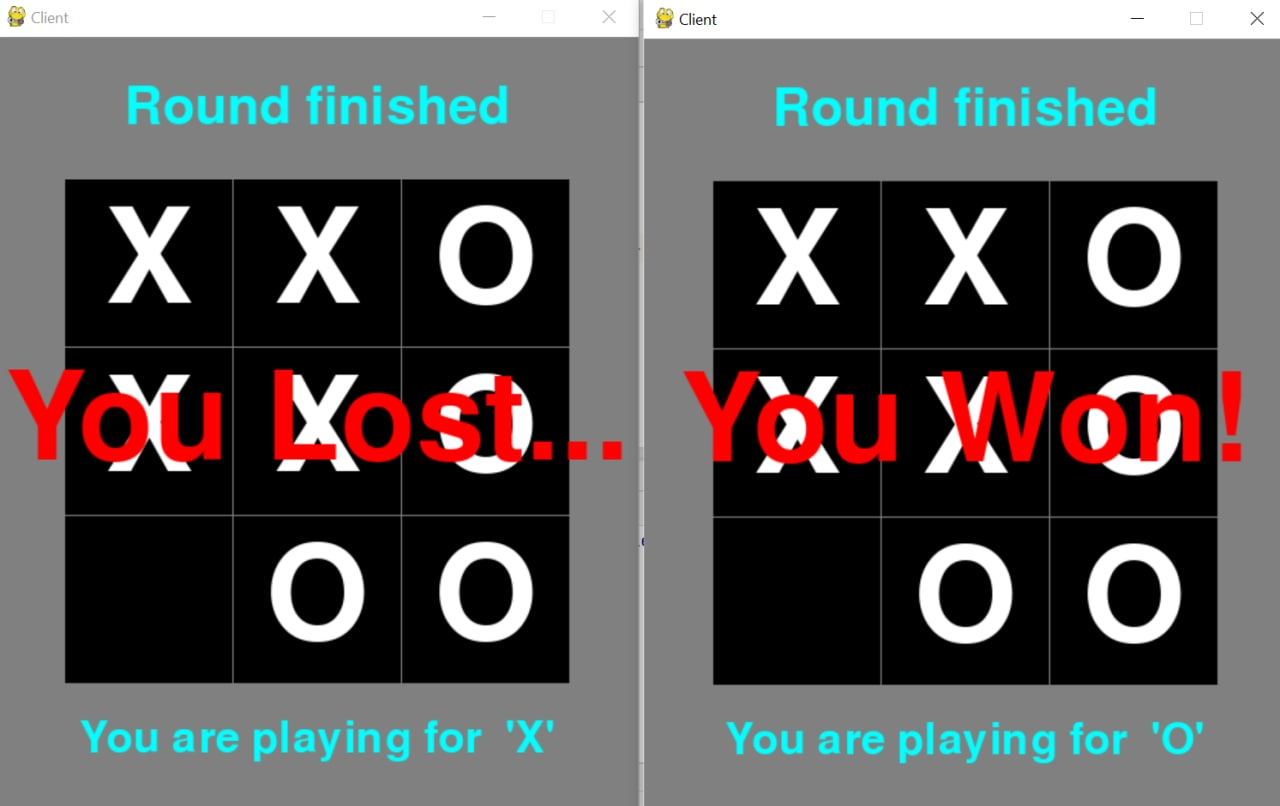 Client
Round finished
X X O
X X O
O O
You Lost...
You are playing for 'X'
Client
Round finished
X X O
X X O
O O
You Won!
You are playing for 'O'